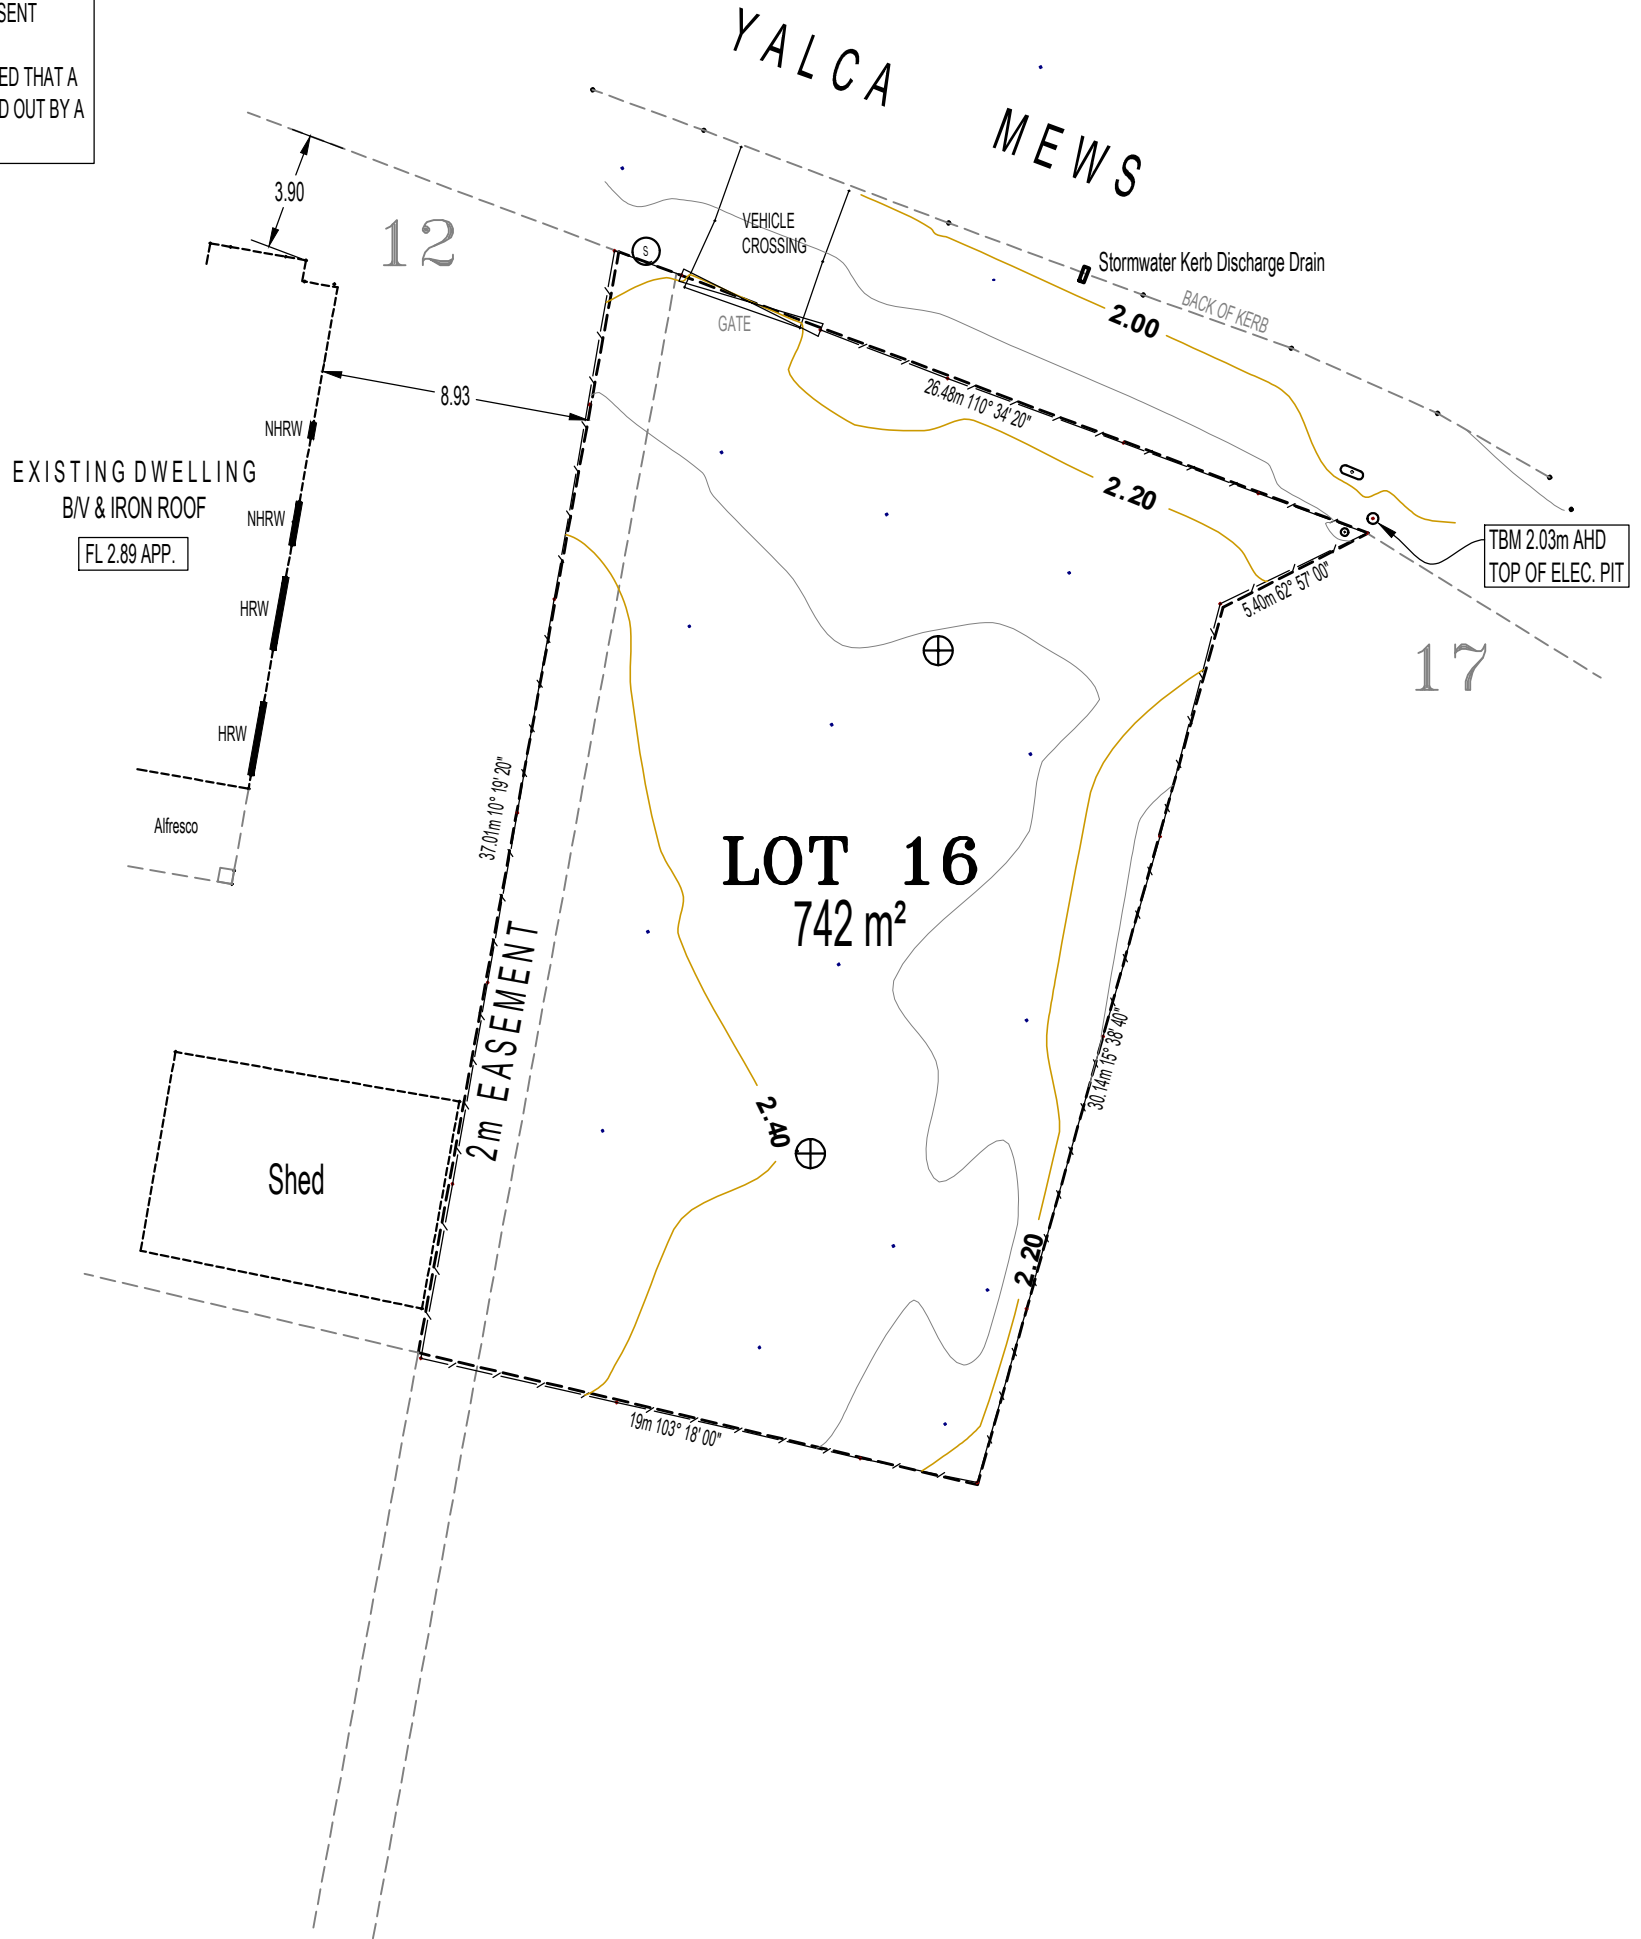 SENT
ED THAT A
D OUT BY A
YALCA MEWS
3.90
12
VEHICLE
CROSSING
S
GATE
Stormwater Kerb Discharge Drain
BACK OF KERB
2.00
8.93
26.48m 110° 34' 20"
NHRW
EXISTING DWELLING
B/V & IRON ROOF
NHRW
FL 2.89 APP.
2.20
TBM 2.03m AHD
TOP OF ELEC. PIT
5.40m 62° 57' 00"
HRW
17
HRW
37.01m 10° 19' 20"
Alfresco
LOT 16
742 m²
2m EASEMENT
30.14m 15° 38' 40"
2.40
Shed
2.20
19m 103° 18' 00"